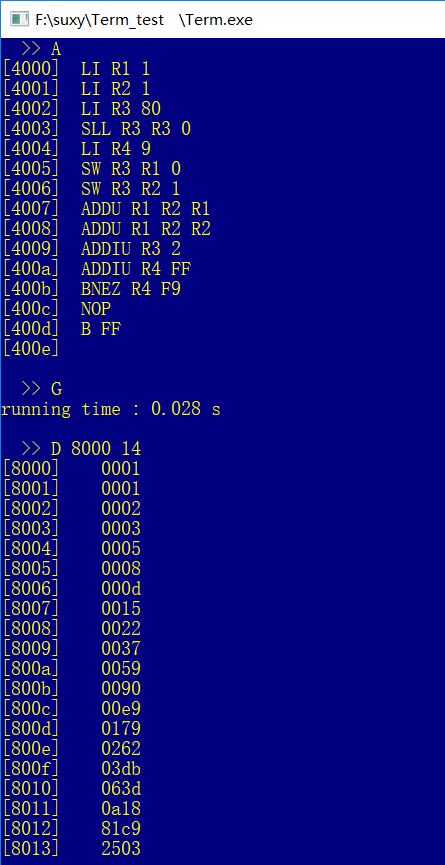 F:\suxy\Term_test   \Term.exe
>> A
[4000]  LI R1 1
[4001]  LI R2 1
[4002]  LI R3 80
[4003]  SLL R3 R3 0
[4004]  LI R4 9
[4005]  SW R3 R1 0
[4006]  SW R3 R2 1
[4007]  ADDU R1 R2 R1
[4008]  ADDU R1 R2 R2
[4009]  ADDIU R3 2
[400a]  ADDIU R4 FF
[400b]  BNEZ R4 F9
[400c]  NOP
[400d]  B FF
[400e]
>> G
running time : 0.028 s
>> D 8000 14
[8000]    0001
[8001]    0001
[8002]    0002
[8003]    0003
[8004]    0005
[8005]    0008
[8006]    000d
[8007]    0015
[8008]    0022
[8009]    0037
[800a]    0059
[800b]    0090
[800c]    00e9
[800d]    0179
[800e]    0262
[800f]    03db
[8010]    063d
[8011]    0a18
[8012]    81c9
[8013]    2503